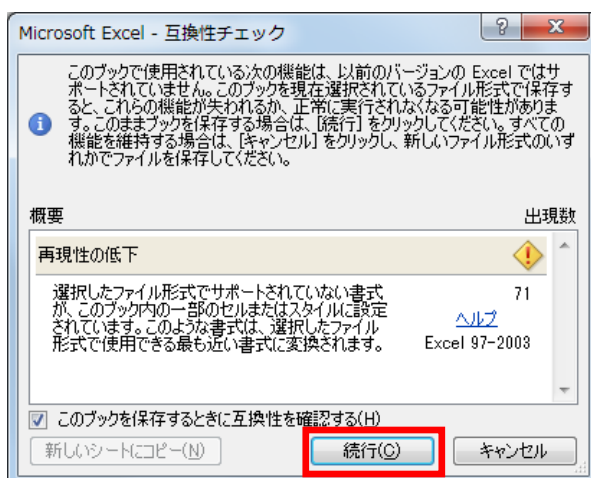 Microsoft Excel - 互換性チェック
このブックで使用されている次の機能は、以前のバージョンの Excel ではサ
ポートされていません。このブックを現在選択されているファイル形式で保存す
ると、これらの機能が失われるか、正常に実行されなくなる可能性がありま
す。このままブックを保存する場合は、[続行] をクリックしてください。すべての
機能を維持する場合は、[キャンセル] をクリックし、新しいファイル形式のいず
れかでファイルを保存してください。
概要 出現数
再現性の低下
選択したファイル形式でサポートされていない書式 71
が、このブック内の一部のセルまたはスタイルに設定
されています。このような書式は、選択したファイル ヘルプ
形式で使用できる最も近い書式に変換されます。 Excel 97-2003
このブックを保存するときに互換性を確認する(H)
新しいシートにコピー(N) 続行(C) キャンセル